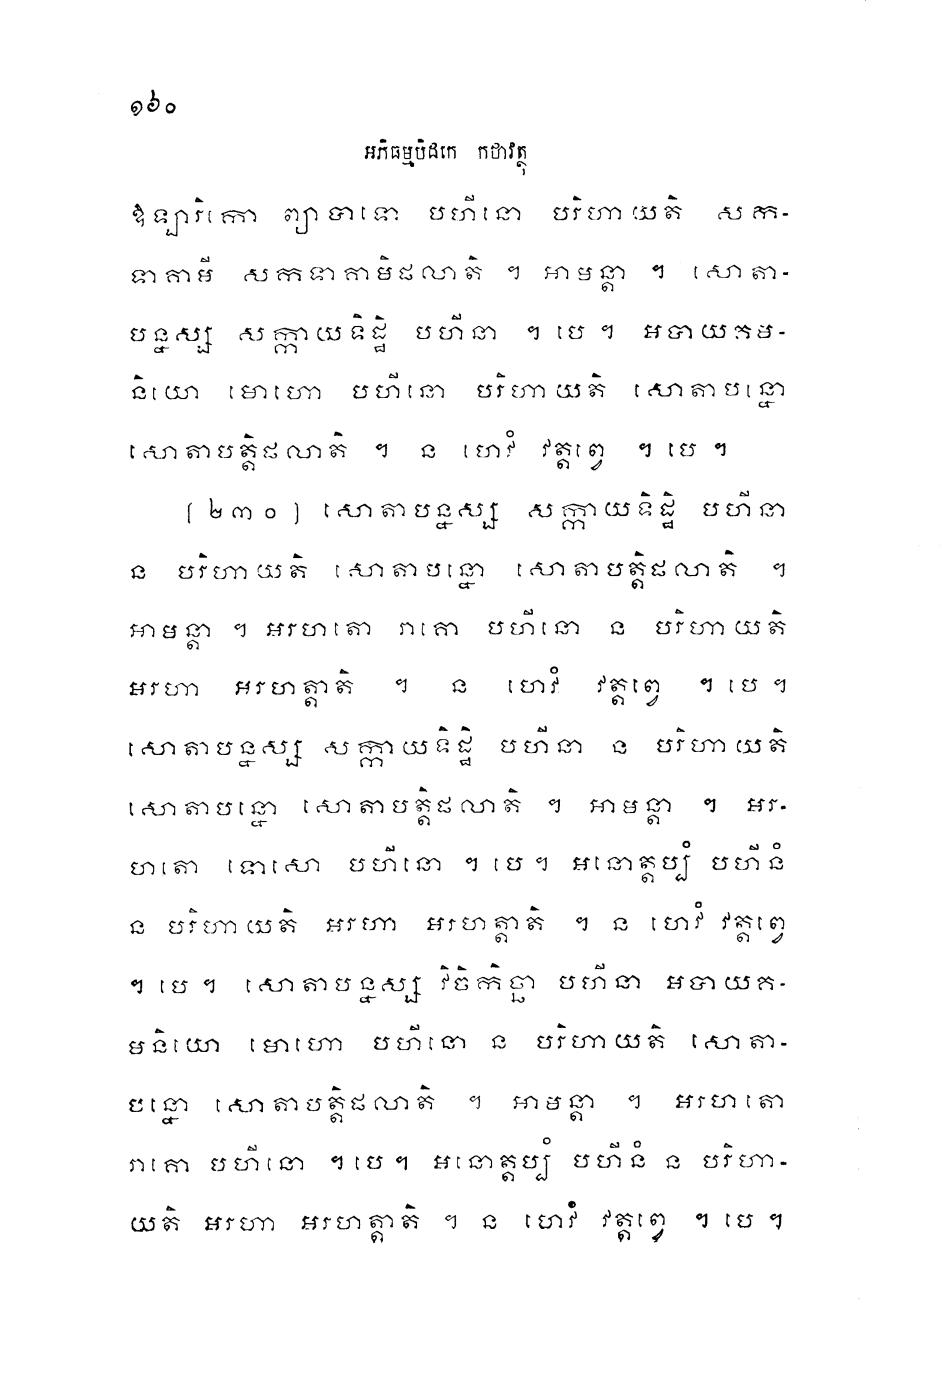 ១៦០
អភិធម្មបិដកេ កថាវត្ថុ
ឱឡារិកោ ព្យាបាទោ បហីនោ បរិហាយតិ សក-
ទាគាមី សកទាគាមិផលាតិ ។ អាមន្តា ។ សោតា-
បន្នស្ស សក្កាយទិដ្ឋិ បហីនា ។ បេ ។ អបាយគម-
និយោ មោហោ បហីនោ បរិហាយតិ សោតាបន្នោ
សោតាបត្តិផលាតិ ។ ន ហេវំ វត្តព្វេ ។ បេ ។
[ ២៣០ ] សោតាបន្នស្ស សក្កាយទិដ្ឋិ បហីនា
ន បរិហាយតិ សោតាបន្នោ សោតាបត្តិផលាតិ ។
អាមន្តា ។ អរហតោ រាគោ បហីនោ ន បរិហាយតិ
អរហា អរហត្តាតិ ។ ន ហេវំ វត្តព្វេ ។ បេ ។
សោតាបន្នស្ស សក្កាយទិដ្ឋិ បហីនា ន បរិហាយតិ
សោតាបន្នោ សោតាបត្តិផលាតិ ។ អាមន្តា ។ អរ-
ហតោ ទោសោ បហីនោ ។ បេ ។ អនោត្តប្បំ បហីនំ
ន បរិហាយតិ អរហា អរហត្តាតិ ។ ន ហេវំ វត្តព្វេ
។ បេ ។ សោតាបន្នស្ស វិចិកិច្ឆា បហីនា អបាយគ-
មនិយោ មោហោ បហីនោ ន បរិហាយតិ សោតា-
បន្នោ សោតាបត្តិផលាតិ ។ អាមន្តា ។ អរហតោ
រាគោ បហីនោ ។ បេ ។ អនោត្តប្បំ បហីនំ ន បរិហា-
យតិ អរហា អរហត្តាតិ ។ ន ហេវំ វត្តព្វេ ។ បេ ។